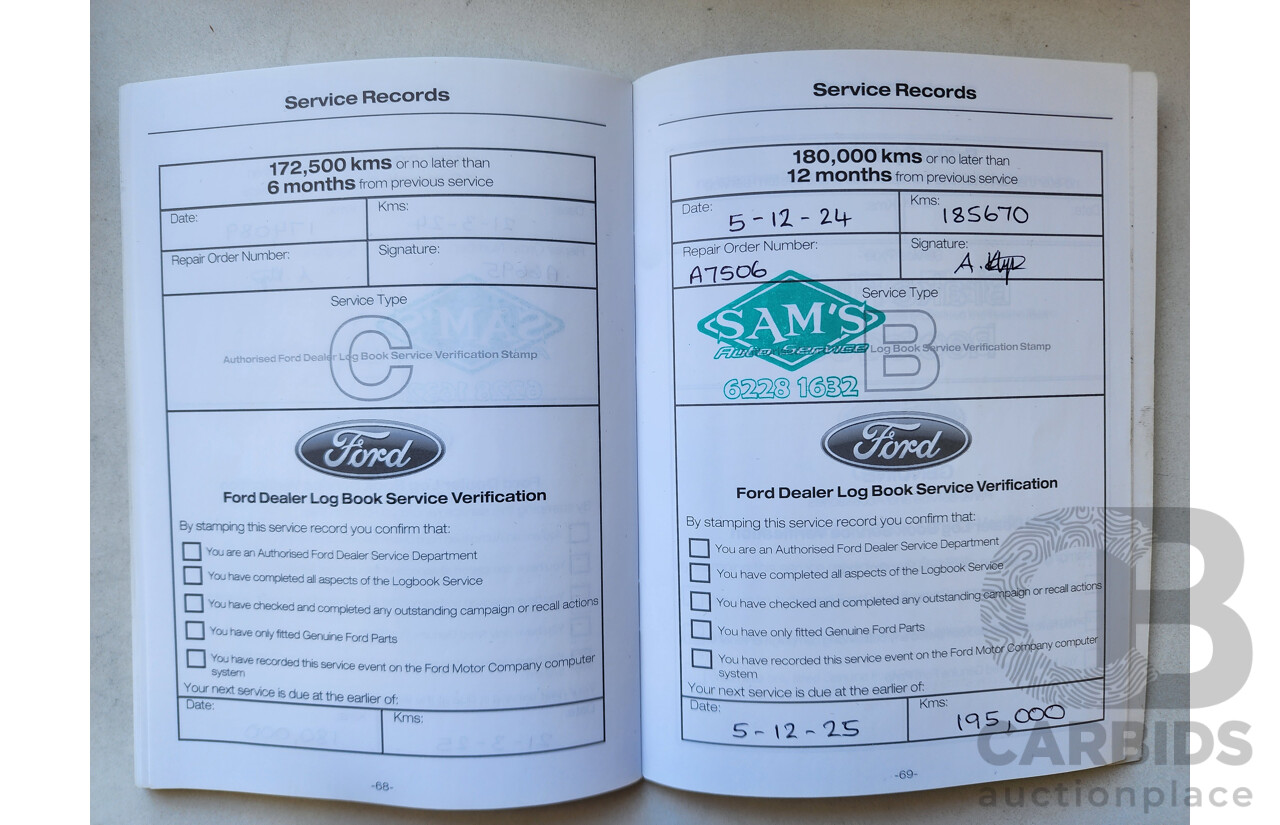 Service Records
172,500 kms or no later than
6 months from previous service
Date:
Kms:
Repair Order Number:
Signature:
Service Type
C
Authorised Ford Dealer Log Book Service Verification Stamp
Ford
Ford Dealer Log Book Service Verification
By stamping this service record you confirm that:
You are an Authorised Ford Dealer Service Department
You have completed all aspects of the Logbook Service
You have checked and completed any outstanding campaign or recall actions
You have only fitted Genuine Ford Parts
You have recorded this service event on the Ford Motor Company computer
system
Your next service is due at the earlier of:
Date:
Kms:
-68-
Service Records
180,000 kms or no later than
12 months from previous service
Date: 5-12-24
Kms: 185670
Repair Order Number:
A7506
Signature:
A.
Service Type
SAM'S
Auto Service
B
Log Book Service Verification Stamp
6228 1632
Ford
Ford Dealer Log Book Service Verification
By stamping this service record you confirm that:
You are an Authorised Ford Dealer Service Department
You have completed all aspects of the Logbook Service
You have checked and completed any outstanding campaign or recall actions
You have only fitted Genuine Ford Parts
You have recorded this service event on the Ford Motor Company computer
system
Your next service is due at the earlier of:
Date: 5-12-25
Kms: 195,000
-69-
CB
CARBIDS
auctionplace